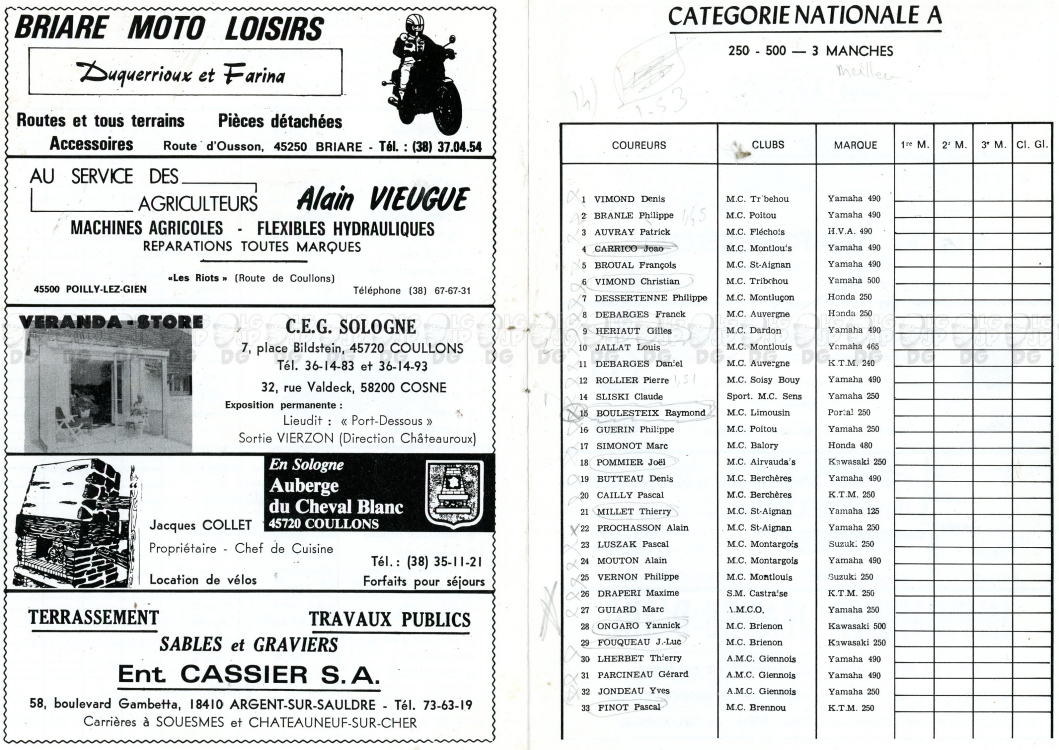 BRIARE MOTO LOISIRS
Duquerrioux et Farina
Routes et tous terrains Pièces détachées
Accessoires Route d'Ousson, 45250 BRIARE - Tél. : (38) 37.04.54
AU SERVICE DES
AGRICULTEURS Alain VIEUGUE
MACHINES AGRICOLES - FLEXIBLES HYDRAULIQUES
REPARATIONS TOUTES MARQUES
«Les Riots» (Route de Coullons)
45500 POILLY-LEZ-GIEN Téléphone (38) 67-67-31
VERANDA-STORE
C.E.G. SOLOGNE
7, place Bildstein, 45720 COULLONS
Tél. 36-14-83 et 36-14-93
32, rue Valdeck, 58200 COSNE
Exposition permanente :
Lieudit : « Port-Dessous »
Sortie VIERZON (Direction Châteauroux)
En Sologne
Auberge
du Cheval Blanc
45720 COULLONS
Jacques COLLET
Propriétaire - Chef de Cuisine
Tél. : (38) 35-11-21
Location de vélos Forfaits pour séjours
TERRASSEMENT TRAVAUX PUBLICS
SABLES et GRAVIERS
Ent. CASSIER S.A.
58, boulevard Gambetta, 18410 ARGENT-SUR-SAULDRE - Tél. 73-63-19
Carrières à SOUESMES et CHATEAUNEUF-SUR-CHER
CATEGORIE NATIONALE A
250 - 500 — 3 MANCHES
1.53
COUREURS CLUBS MARQUE 1re M. 2e M. 3e M. Cl. Gl.
1 VIMOND Denis M.C. Tribehou Yamaha 490
2 BRANLE Philippe M.C. Poitou Yamaha 490
3 AUVRAY Patrick M.C. Fléchois H.V.A. 490
4 CARRICO Joao M.C. Montlouis Yamaha 490
5 BROUAL François M.C. St-Aignan Yamaha 490
6 VIMOND Christian M.C. Tribehou Yamaha 500
7 DESSERTENNE Philippe M.C. Montluçon Honda 250
8 DEBARGES Franck M.C. Auvergne Honda 250
9 HERIAUT Gilles M.C. Dardon Yamaha 490
10 JALLAT Louis M.C. Montlouis Yamaha 465
11 DEBARGES Daniel M.C. Auvergne K.T.M. 240
12 ROLLIER Pierre 1,51 M.C. Soisy Bouy Yamaha 490
14 SLISKI Claude Sport. M.C. Sens Yamaha 250
15 BOULESTEIX Raymond M.C. Limousin Portal 250
16 GUERIN Philippe M.C. Poitou Yamaha 250
17 SIMONOT Marc M.C. Balory Honda 480
18 POMMIER Joël M.C. Airvauda's Kawasaki 250
19 BUTTEAU Denis M.C. Berchères Yamaha 490
20 CAILLY Pascal M.C. Berchères K.T.M. 250
21 MILLET Thierry M.C. St-Aignan Yamaha 125
22 PROCHASSON Alain M.C. St-Aignan Yamaha 250
23 LUSZAK Pascal M.C. Montargois Suzuki 250
24 MOUTON Alain M.C. Montargois Yamaha 490
25 VERNON Philippe M.C. Montlouis Suzuki 250
26 DRAPERI Maxime S.M. Castraise K.T.M. 250
27 GUIARD Marc A.M.C.O. Yamaha 250
28 ONGARO Yannick M.C. Brienon Kawasaki 500
29 FOUQUEAU J.-Luc M.C. Brienon Kawasaki 250
30 LHERBET Thierry A.M.C. Giennois Yamaha 490
31 PARCINEAU Gérard A.M.C. Giennois Yamaha 490
32 JONDEAU Yves A.M.C. Giennois Yamaha 250
33 PINOT Pascal M.C. Brennou K.T.M. 250